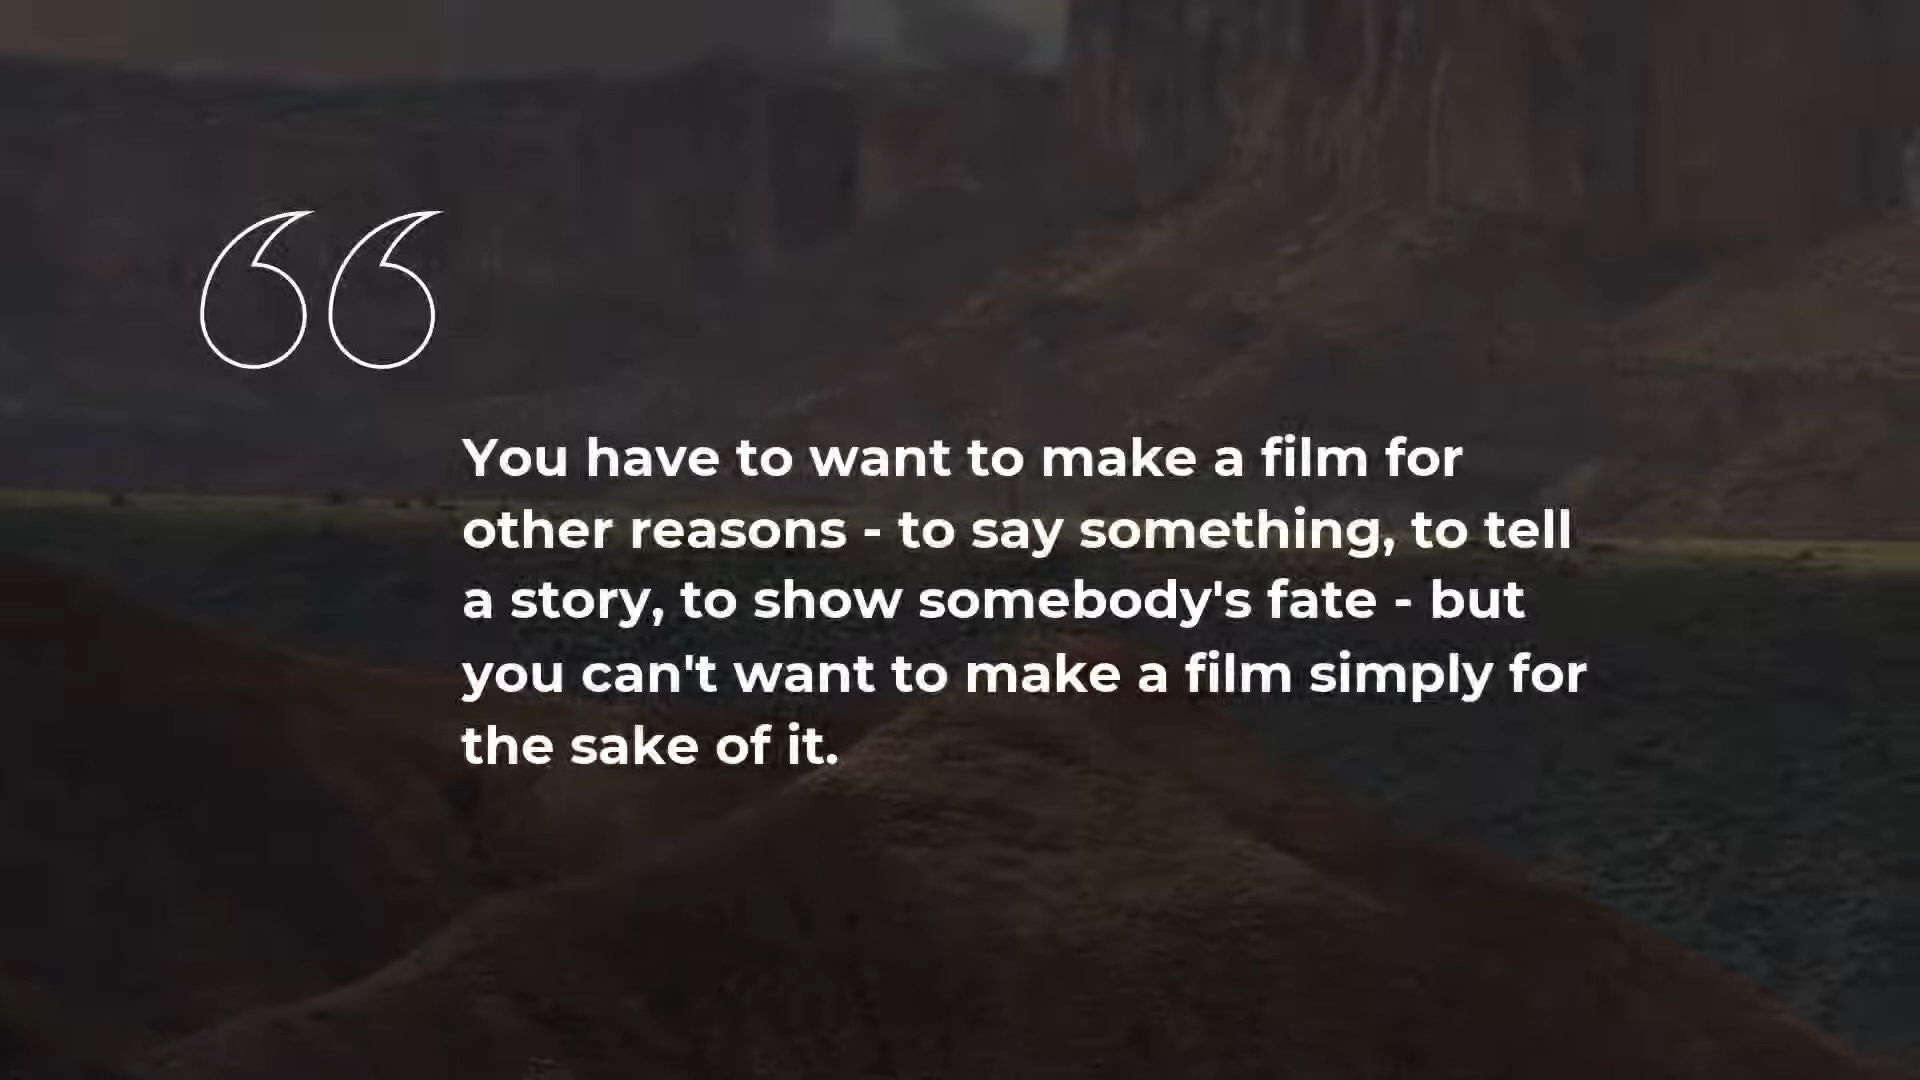 You have to want to make a film for
other reasons - to say something, to tell
a story, to show somebody's fate - but
you can't want to make a film simply for
the sake of it.